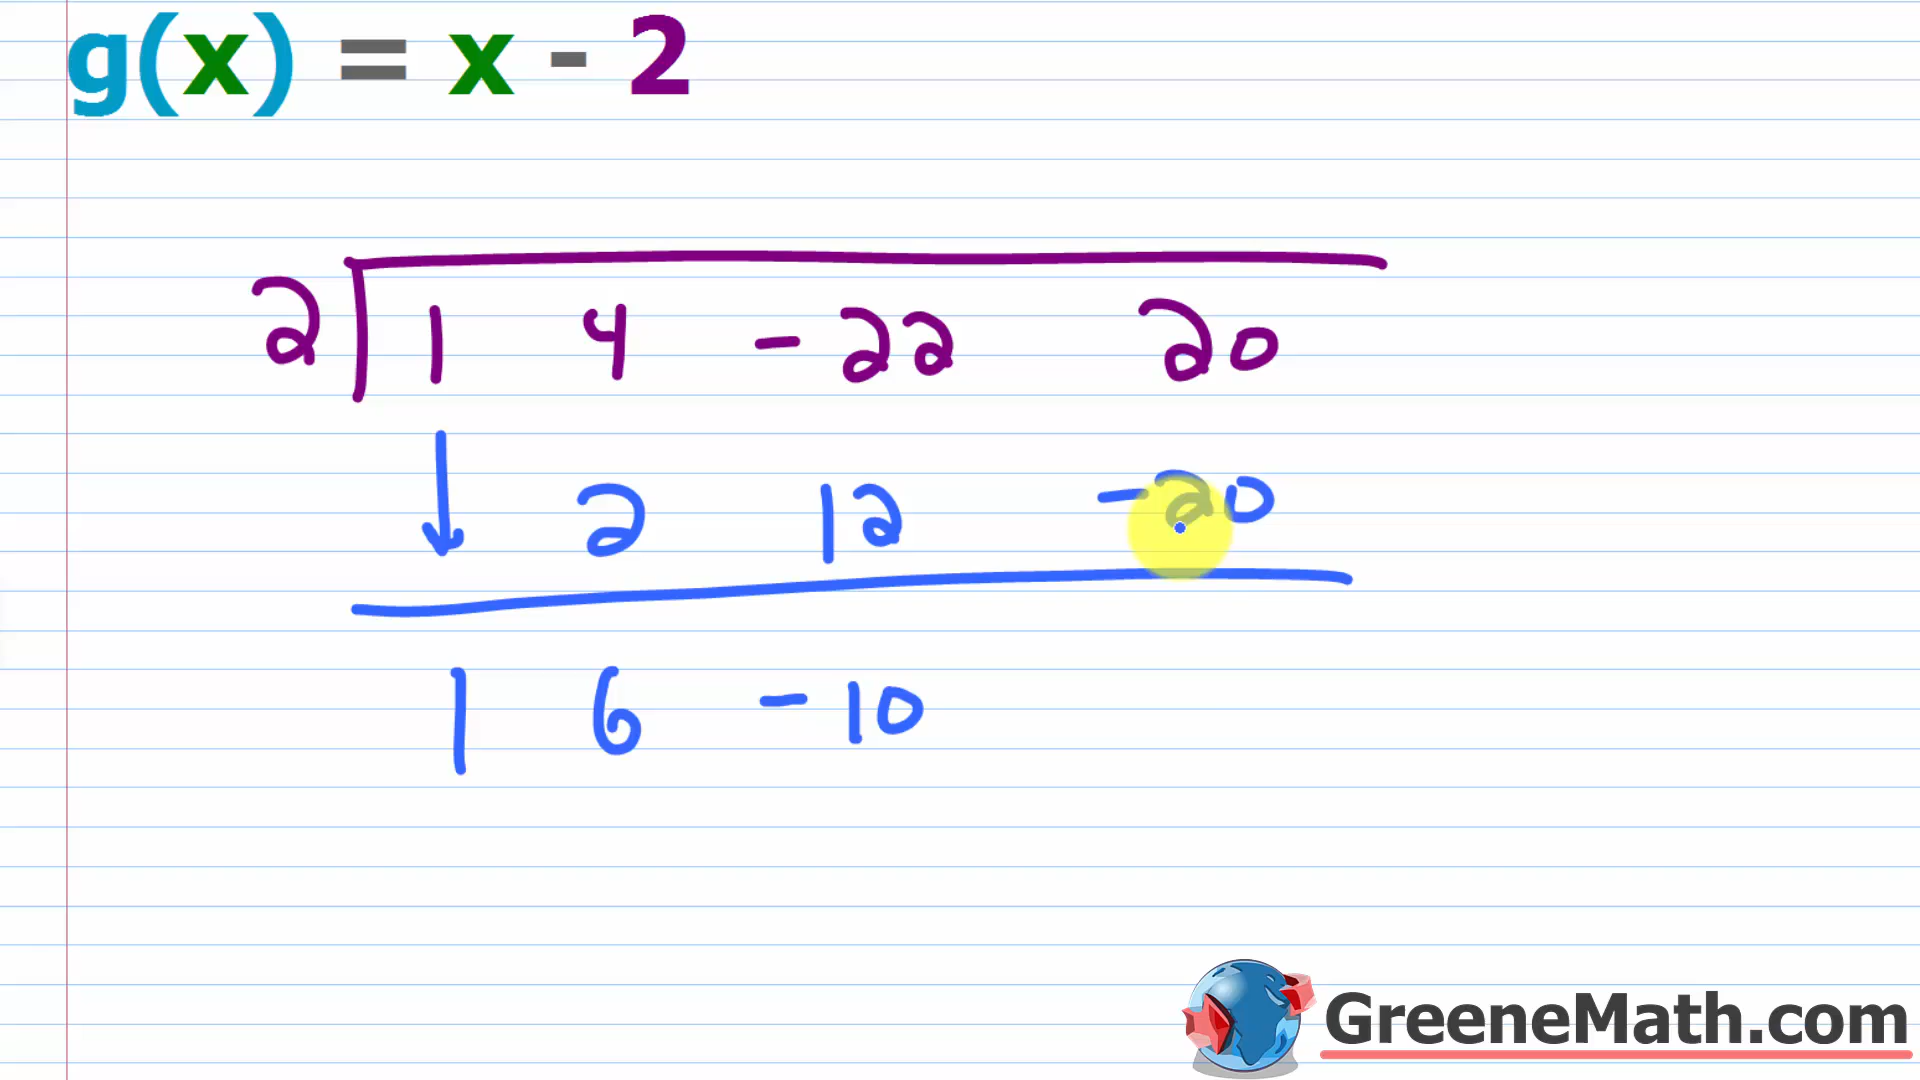 g(x) = x - 2
2 1 4 -22 20
2 12 -20
1 6 -10
GreeneMath.com